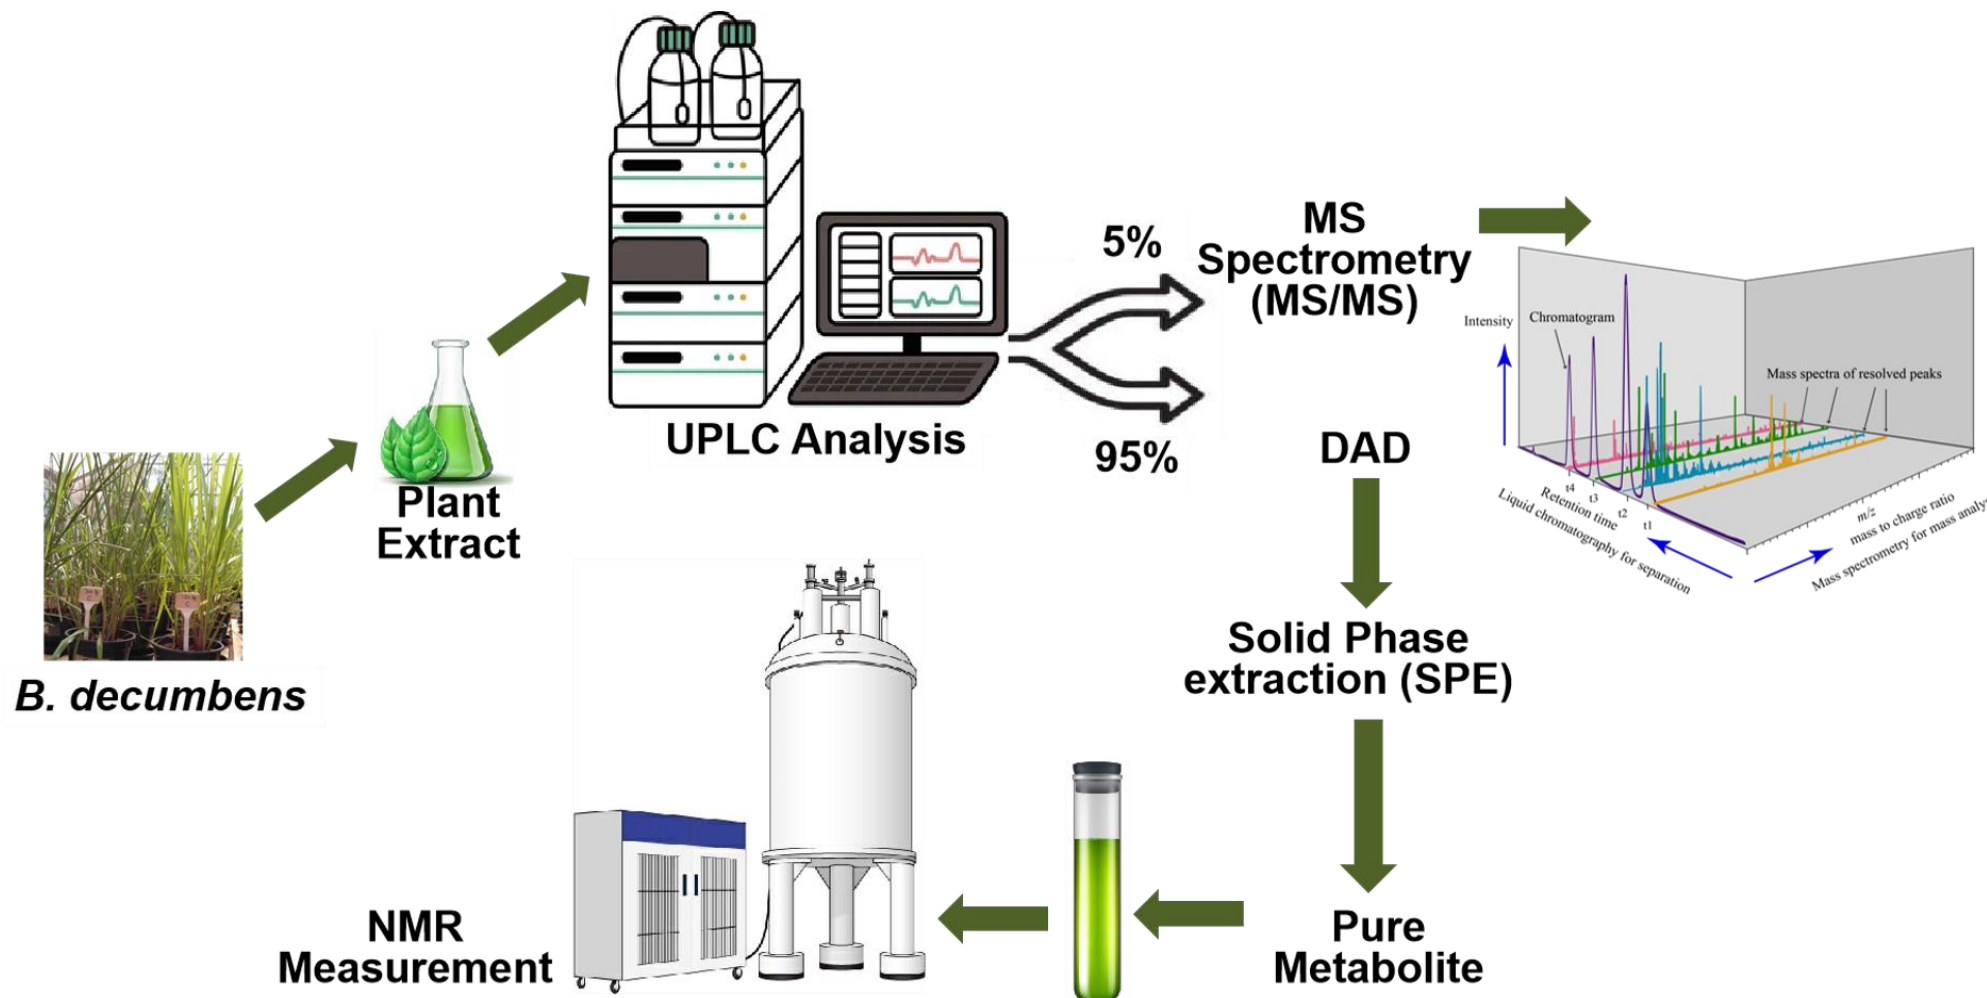 B. decumbens
Plant
Extract
UPLC Analysis
5%
95%
MS
Spectrometry
(MS/MS)
Intensity
Chromatogram
Mass spectra of resolved peaks
t4
t3
t2
t1
Retention time
Liquid chromatography for separation
m/z
mass to charge ratio
Mass spectrometry for mass analy
DAD
Solid Phase
extraction (SPE)
Pure
Metabolite
NMR
Measurement